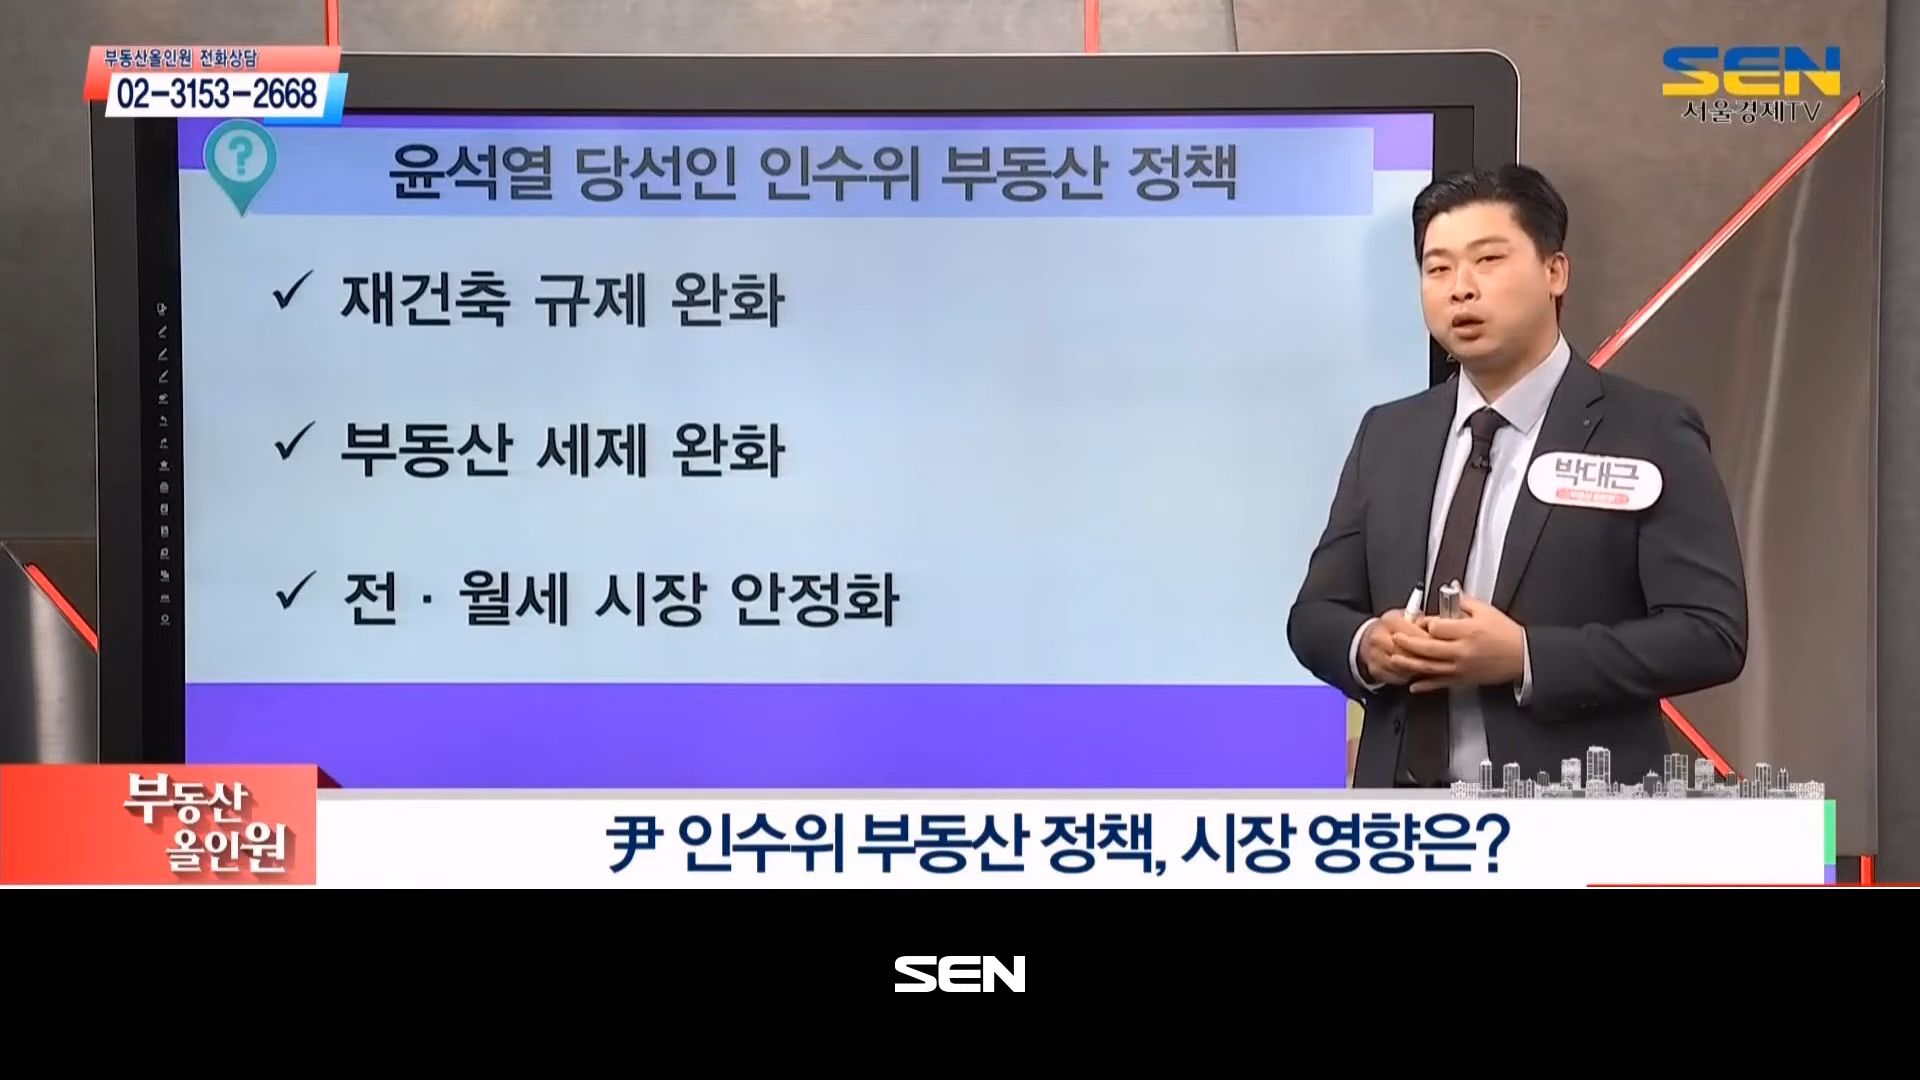 부동산올인원 전화상담
02-3153-2668
SEN
서울경제TV
?
윤석열 당선인 인수위 부동산 정책
✓ 재건축 규제 완화
✓ 부동산 세제 완화
✓ 전·월세 시장 안정화
박대근
부동산
올인원
尹 인수위 부동산 정책, 시장 영향은?
SEN